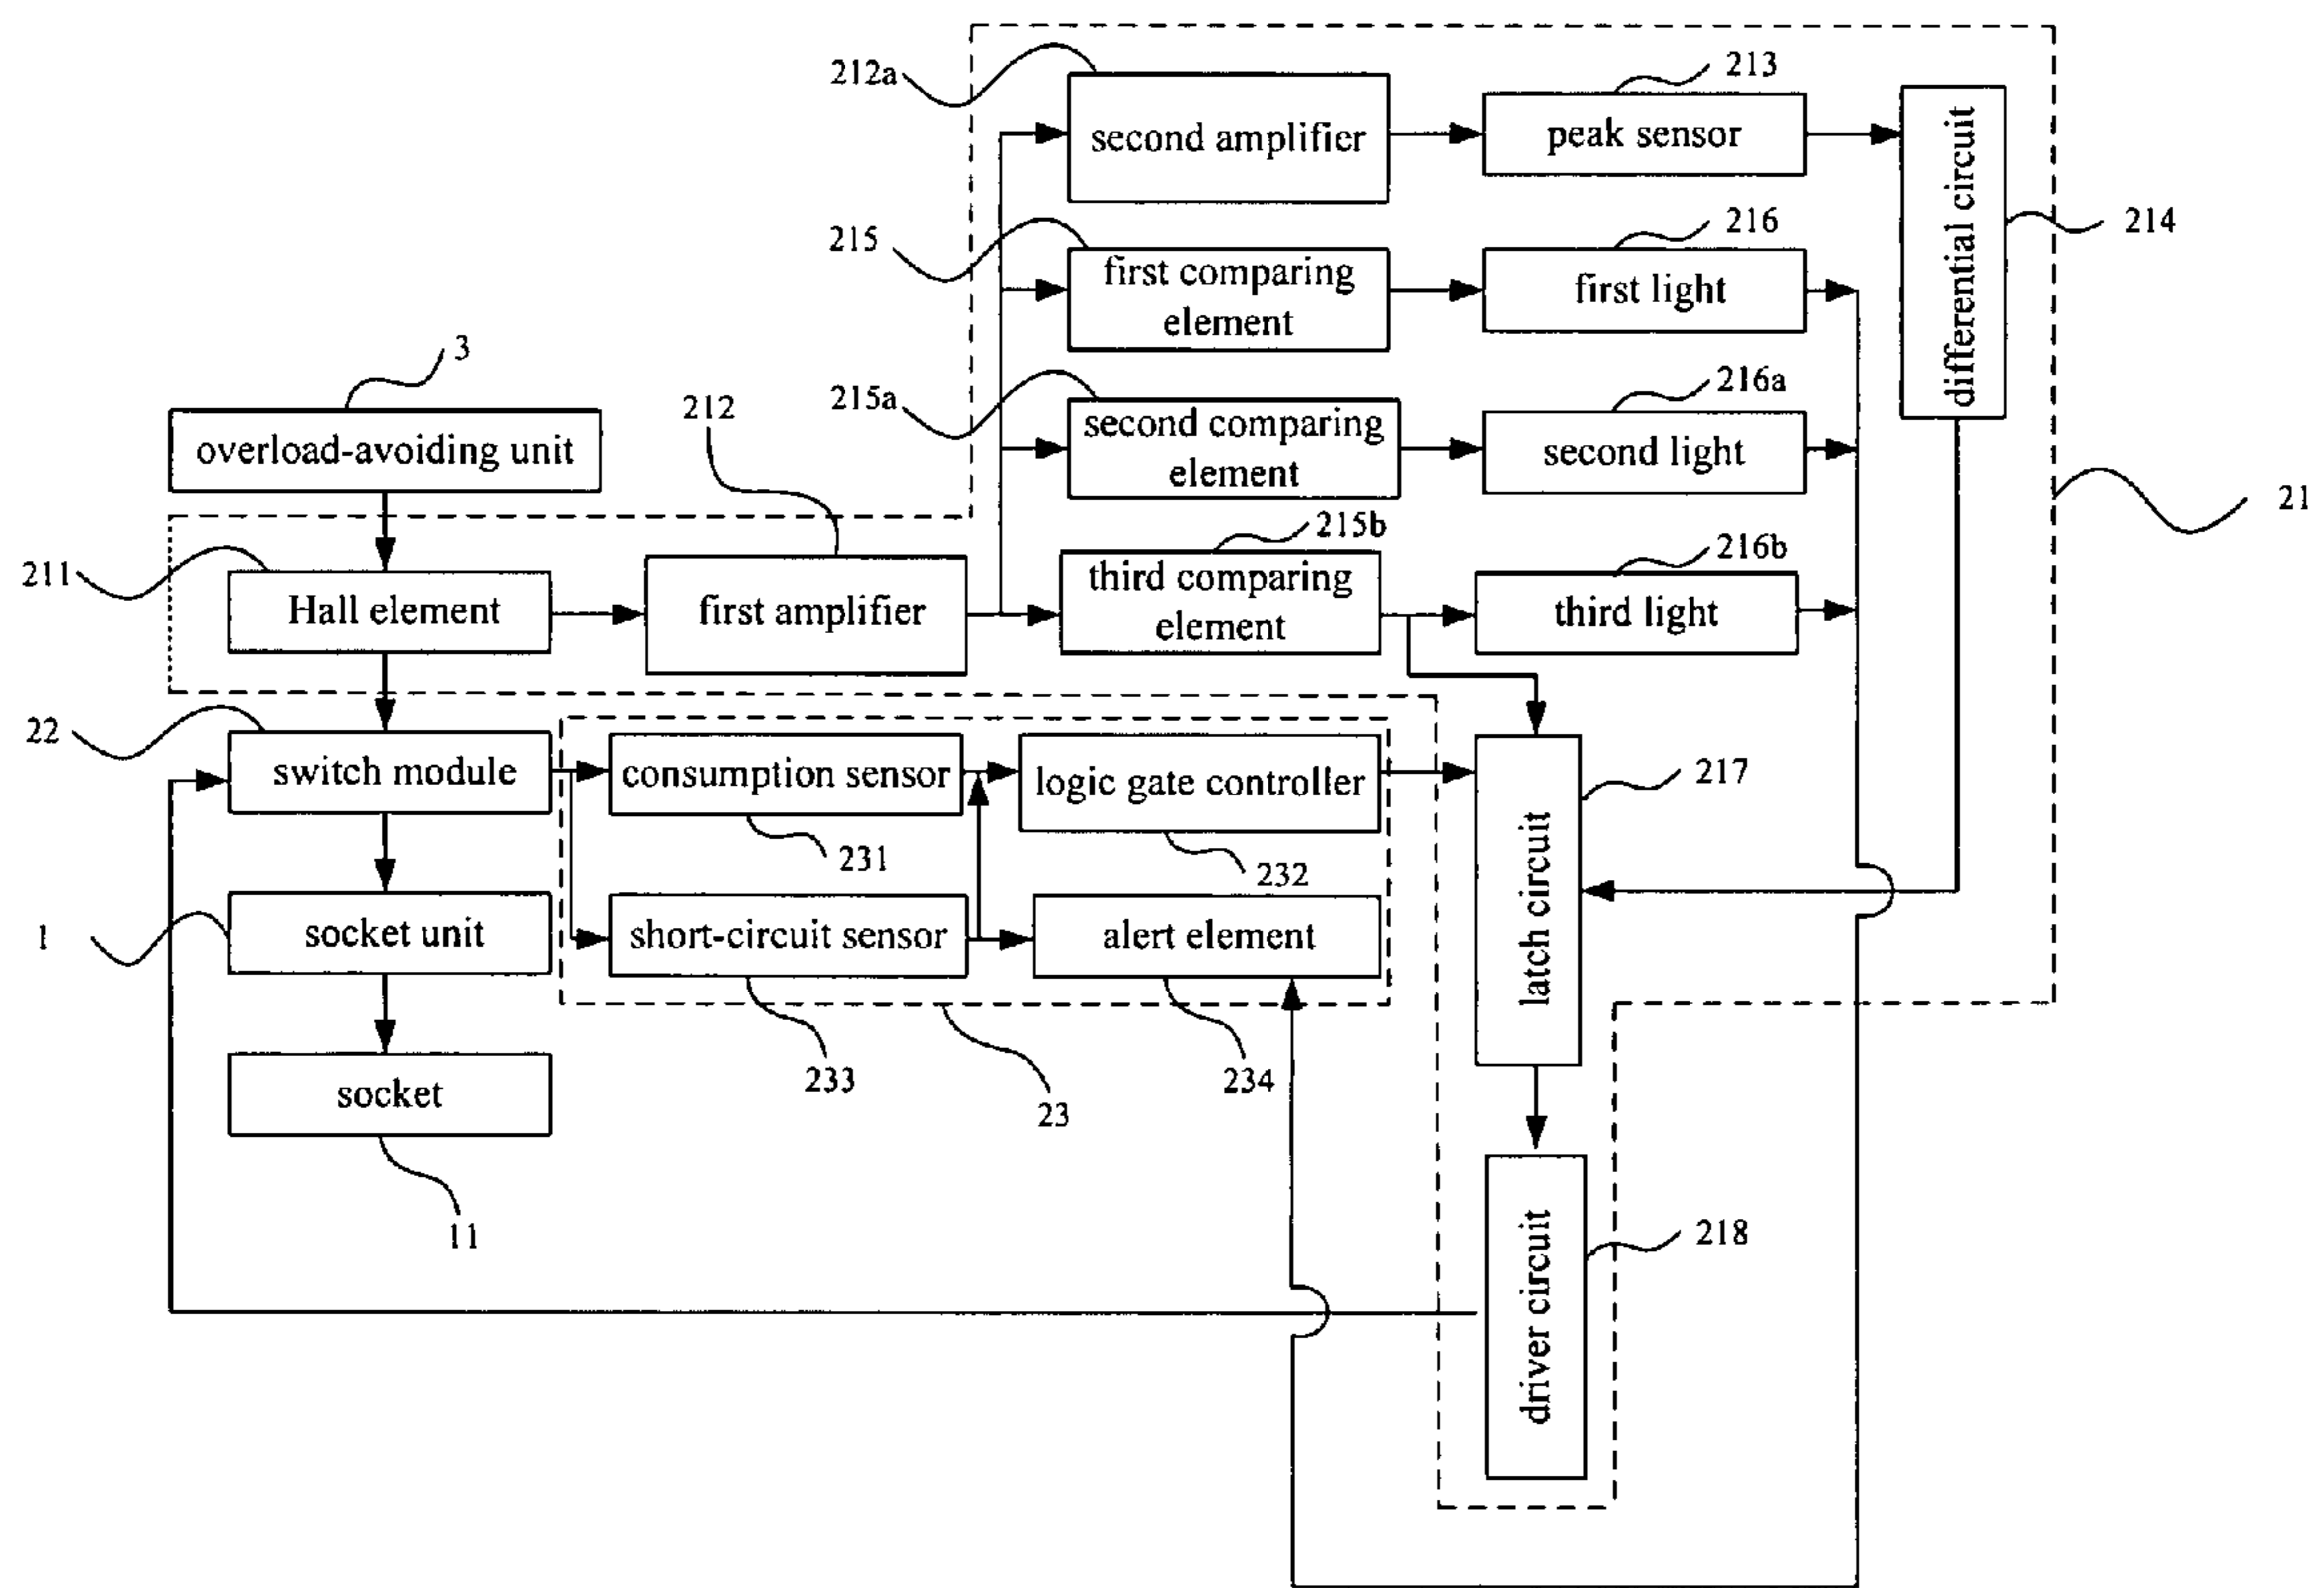 212a
213
second amplifier
peak sensor
differential circuit
214
215
216
first comparing
element
first light
3
215a
216a
212
second comparing
element
second light
overload-avoiding unit
21
215b
216b
211
Hall element
first amplifier
third comparing
element
third light
22
switch module
consumption sensor
logic gate controller
217
231
232
latch circuit
1
socket unit
short-circuit sensor
alert element
233
234
23
socket
11
218
driver circuit